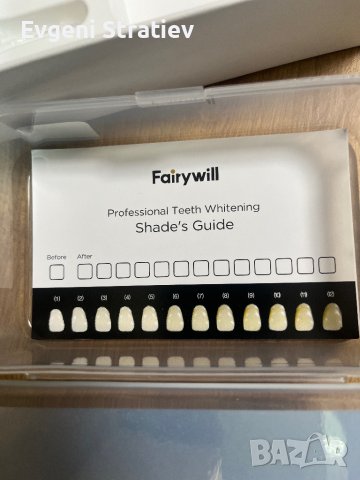 Evgeni Stratiev
Fairywill
Professional Teeth Whitening
Shade's Guide
Before After
(1) (2) (3) (4) (5) (6) (7) (8) (9) (10) (11) (12)
BAZAR